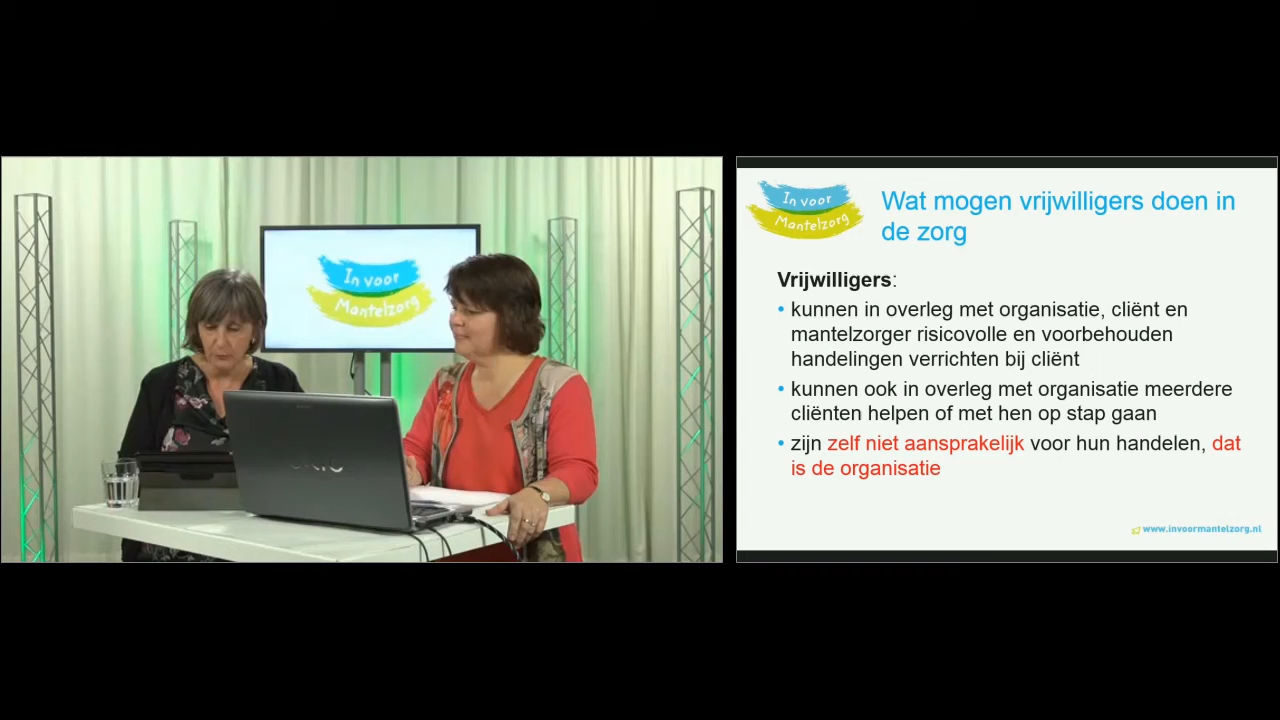 In voor
Mantelzorg
In voor
Mantelzorg
Wat mogen vrijwilligers doen in
de zorg
Vrijwilligers:
• kunnen in overleg met organisatie, cliënt en
mantelzorger risicovolle en voorbehouden
handelingen verrichten bij cliënt
• kunnen ook in overleg met organisatie meerdere
cliënten helpen of met hen op stap gaan
• zijn zelf niet aansprakelijk voor hun handelen, dat
is de organisatie
www.invoormantelzorg.nl